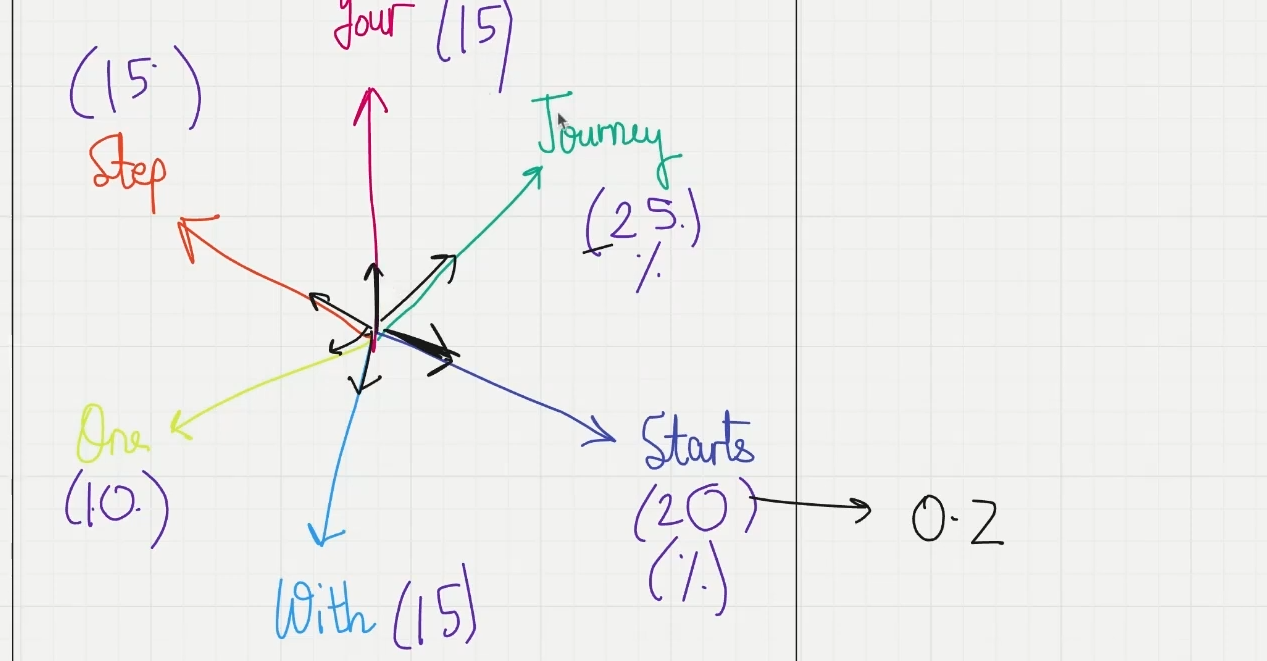 Your (15)
(15)
Step
Journey
(25)
%
One
(10)
Starts
(20) → 0.2
(%)
With (15)